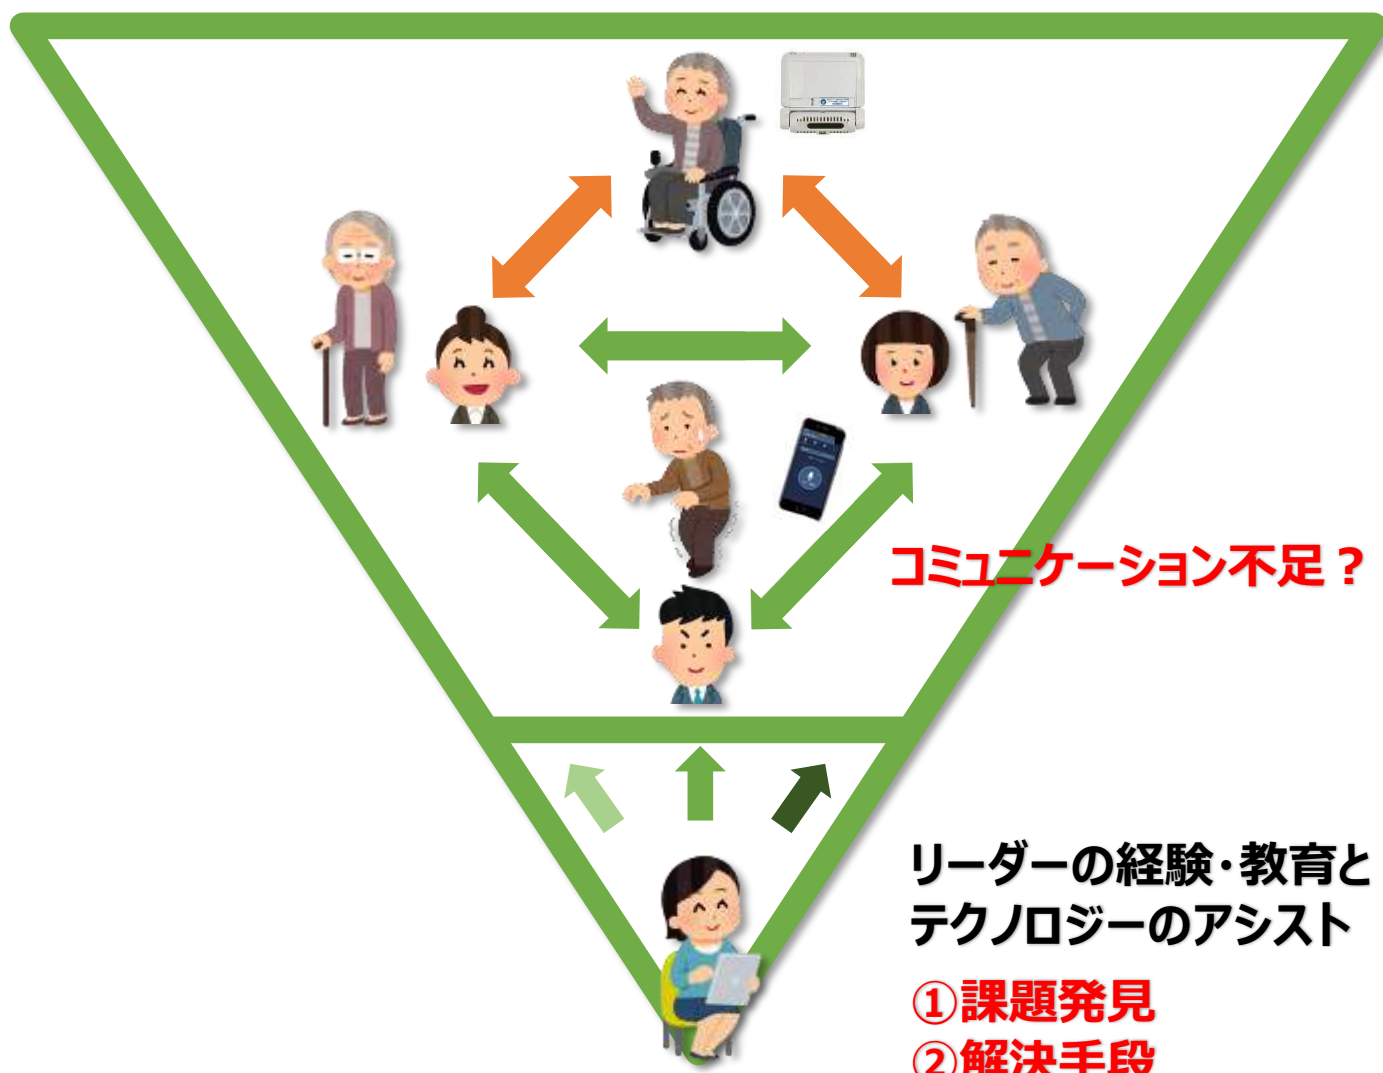 コミュニケーション不足？
リーダーの経験・教育と
テクノロジーのアシスト
①課題発見
②解決手段